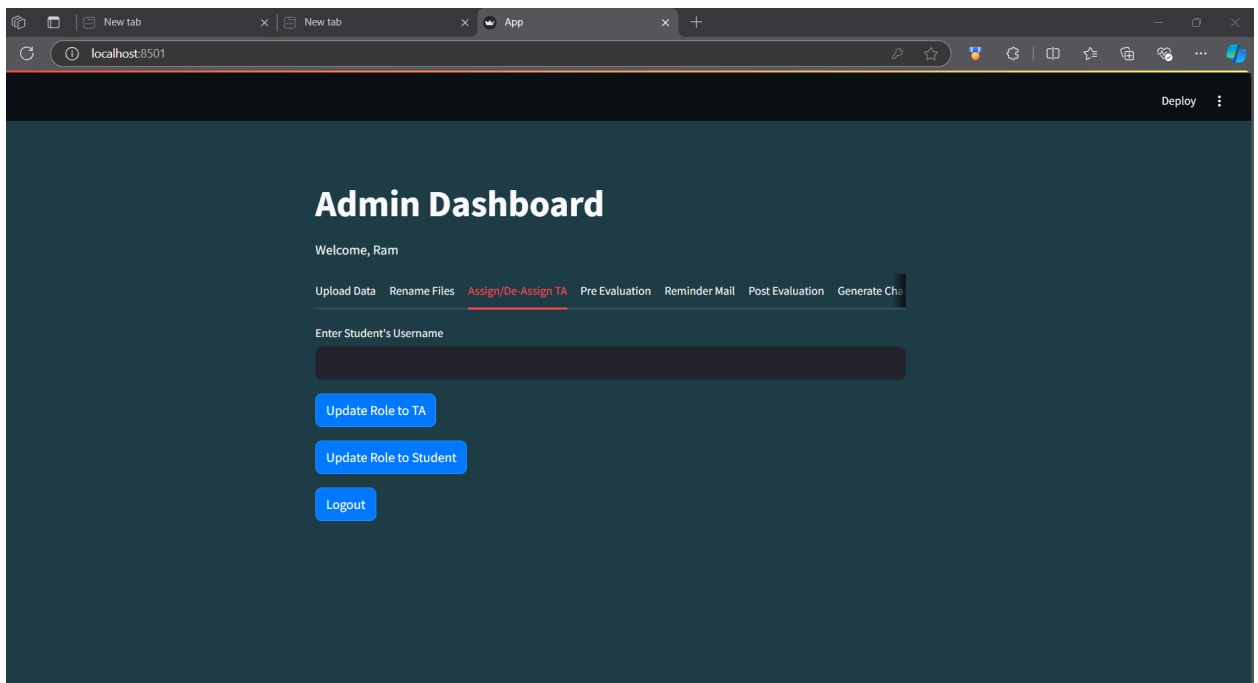 New tab
New tab
App
localhost:8501
Deploy
Admin Dashboard
Welcome, Ram
Upload Data Rename Files Assign/De-Assign TA Pre Evaluation Reminder Mail Post Evaluation Generate Cha
Enter Student's Username
Update Role to TA
Update Role to Student
Logout